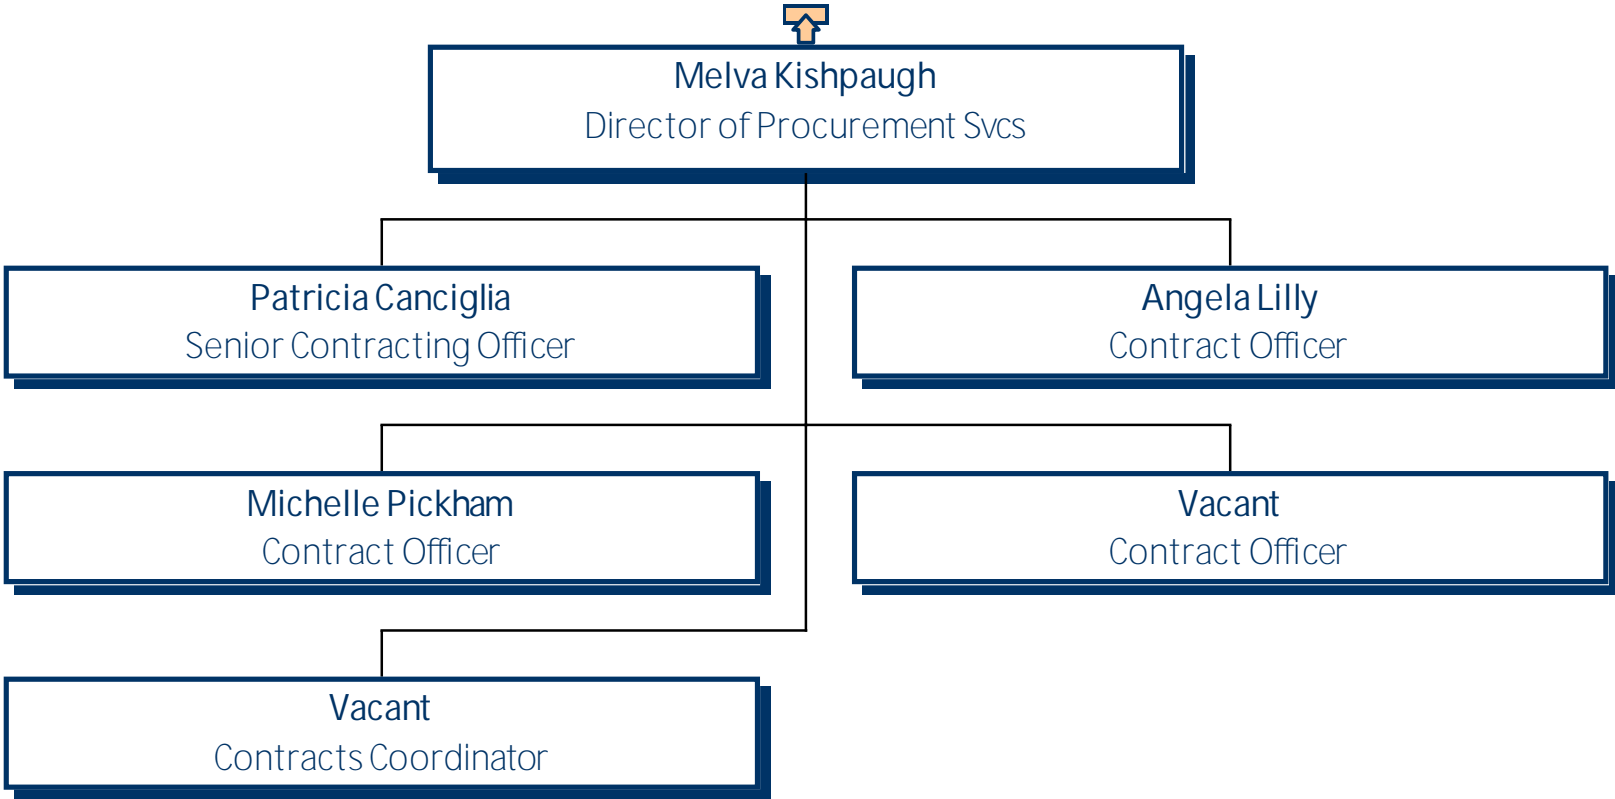 Melva Kishpaugh
Director of Procurement Svcs
Patricia Canciglia
Senior Contracting Officer
Angela Lilly
Contract Officer
Michelle Pickham
Contract Officer
Vacant
Contract Officer
Vacant
Contracts Coordinator